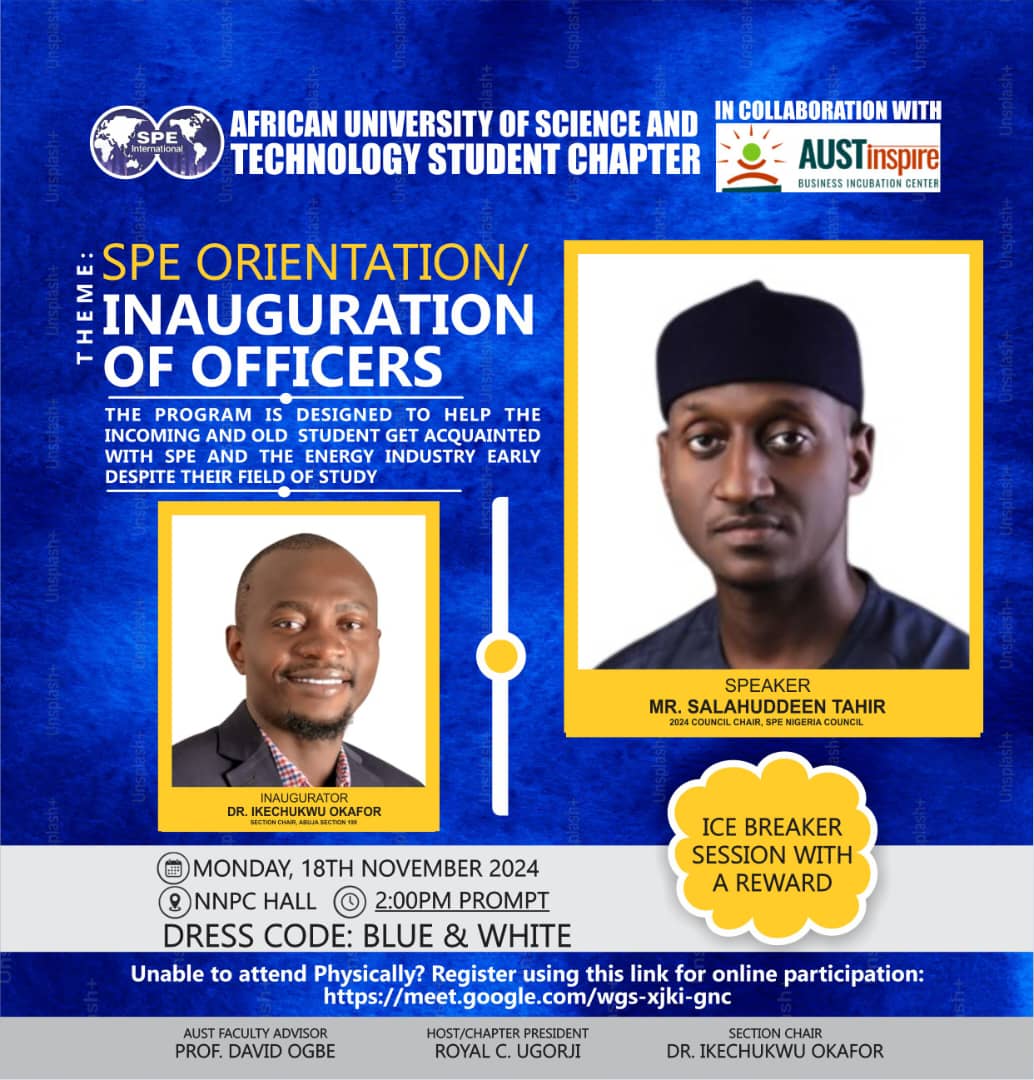 SPE
International
AFRICAN UNIVERSITY OF SCIENCE AND
TECHNOLOGY STUDENT CHAPTER
IN COLLABORATION WITH
AUSTinspire
BUSINESS INCUBATION CENTER
THEME:
SPE ORIENTATION/
INAUGURATION
OF OFFICERS
THE PROGRAM IS DESIGNED TO HELP THE
INCOMING AND OLD STUDENT GET ACQUAINTED
WITH SPE AND THE ENERGY INDUSTRY EARLY
DESPITE THEIR FIELD OF STUDY
SPEAKER
MR. SALAHUDDEEN TAHIR
2024 COUNCIL CHAIR, SPE NIGERIA COUNCIL
INAUGURATOR
DR. IKECHUKWU OKAFOR
SECTION CHAIR, ABUJA SECTION 189
ICE BREAKER
SESSION WITH
A REWARD
MONDAY, 18TH NOVEMBER 2024
NNPC HALL 2:00PM PROMPT
DRESS CODE: BLUE & WHITE
Unable to attend Physically? Register using this link for online participation:
https://meet.google.com/wgs-xjki-gnc
AUST FACULTY ADVISOR
PROF. DAVID OGBE
HOST/CHAPTER PRESIDENT
ROYAL C. UGORJI
SECTION CHAIR
DR. IKECHUKWU OKAFOR
Unsplash+